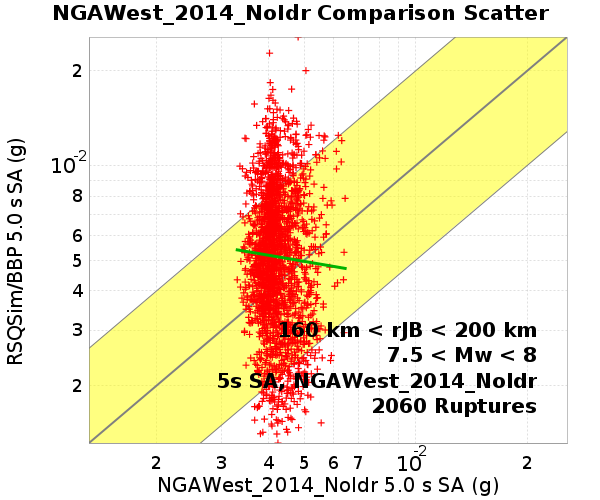 NGAWest_2014_NoIdr Comparison Scatter
RSQSim/BBP 5.0 s SA (g)
2
10-2
8
6
5
4
3
2
160 km < rJB < 200 km
7.5 < Mw < 8
5s SA, NGAWest_2014_NoIdr
2060 Ruptures
2 3 4 5 6 7 10-2 2
NGAWest_2014_NoIdr 5.0 s SA (g)